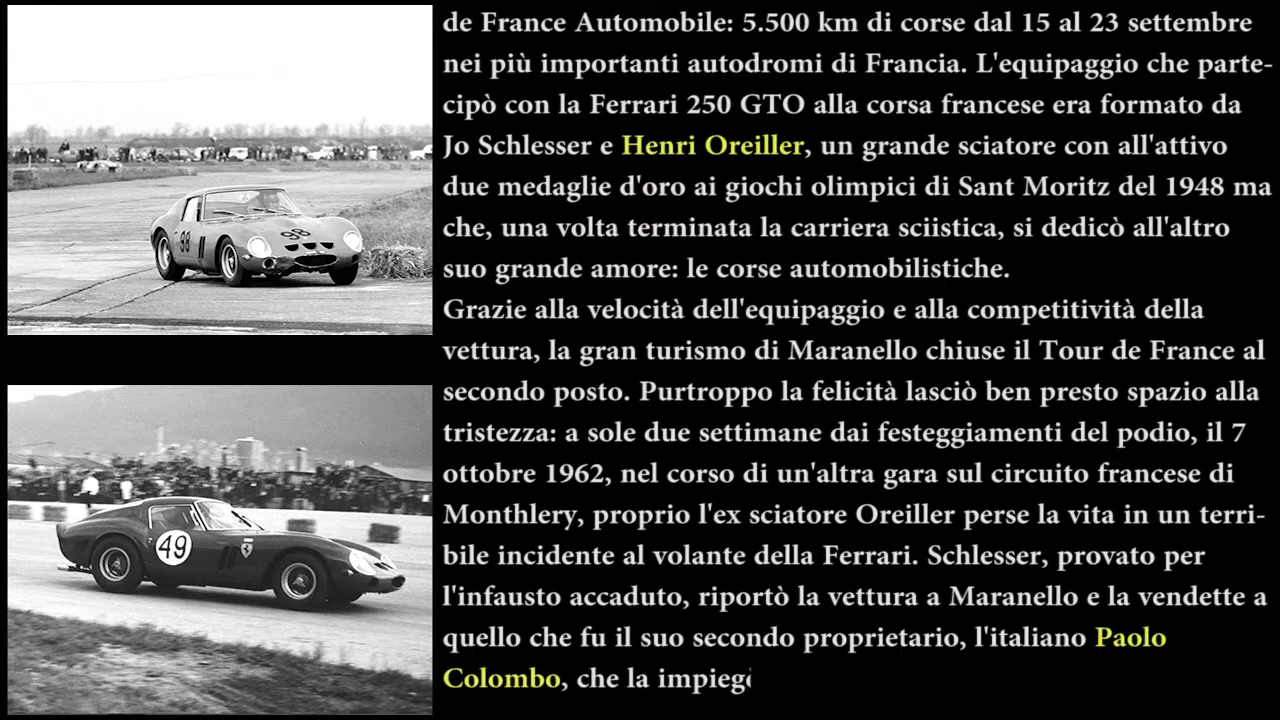 98
98
49
de France Automobile: 5.500 km di corse dal 15 al 23 settembre
nei più importanti autodromi di Francia. L'equipaggio che parte-
cipò con la Ferrari 250 GTO alla corsa francese era formato da
Jo Schlesser e Henri Oreiller, un grande sciatore con all'attivo
due medaglie d'oro ai giochi olimpici di Sant Moritz del 1948 ma
che, una volta terminata la carriera sciistica, si dedicò all'altro
suo grande amore: le corse automobilistiche.
Grazie alla velocità dell'equipaggio e alla competitività della
vettura, la gran turismo di Maranello chiuse il Tour de France al
secondo posto. Purtroppo la felicità lasciò ben presto spazio alla
tristezza: a sole due settimane dai festeggiamenti del podio, il 7
ottobre 1962, nel corso di un'altra gara sul circuito francese di
Monthlery, proprio l'ex sciatore Oreiller perse la vita in un terri-
bile incidente al volante della Ferrari. Schlesser, provato per
l'infausto accaduto, riportò la vettura a Maranello e la vendette a
quello che fu il suo secondo proprietario, l'italiano Paolo
Colombo, che la impieg